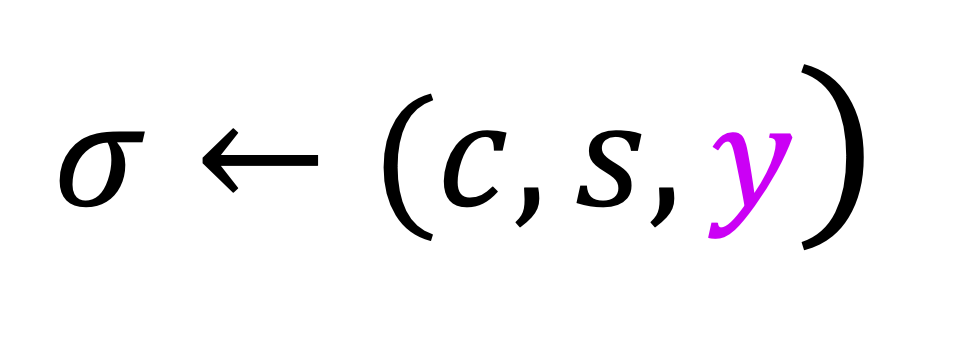 σ ← (c, s, y)